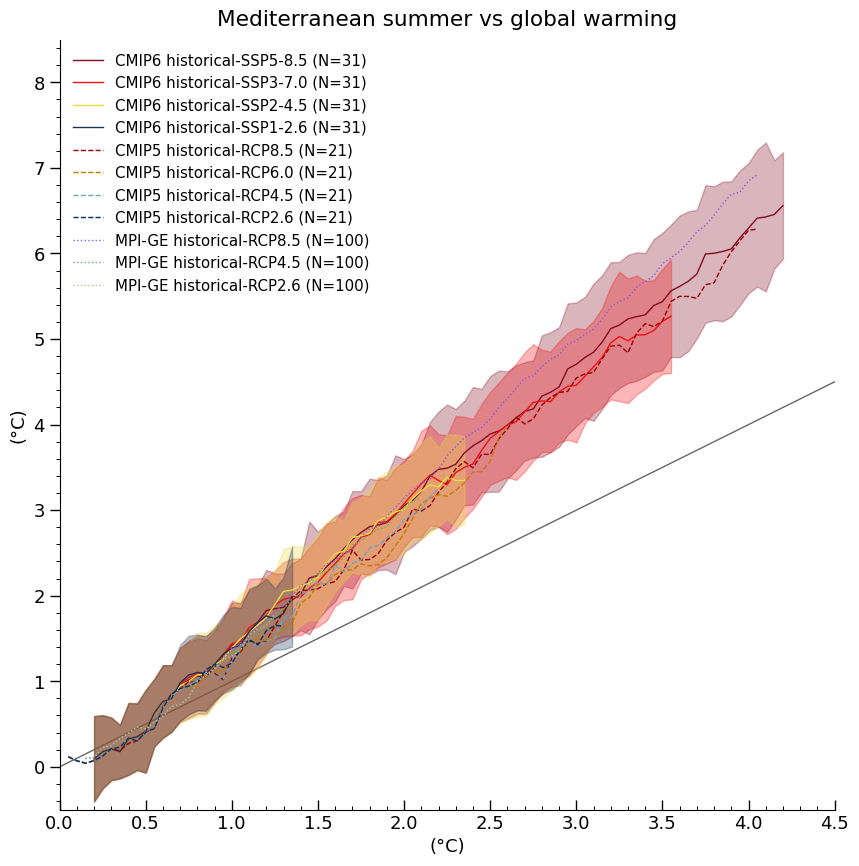 Mediterranean summer vs global warming
CMIP6 historical-SSP5-8.5 (N=31)
CMIP6 historical-SSP3-7.0 (N=31)
CMIP6 historical-SSP2-4.5 (N=31)
CMIP6 historical-SSP1-2.6 (N=31)
CMIP5 historical-RCP8.5 (N=21)
CMIP5 historical-RCP6.0 (N=21)
CMIP5 historical-RCP4.5 (N=21)
CMIP5 historical-RCP2.6 (N=21)
MPI-GE historical-RCP8.5 (N=100)
MPI-GE historical-RCP4.5 (N=100)
MPI-GE historical-RCP2.6 (N=100)
8
7
6
5
4
3
2
1
0
(°C)
0.0 0.5 1.0 1.5 2.0 2.5 3.0 3.5 4.0 4.5
(°C)